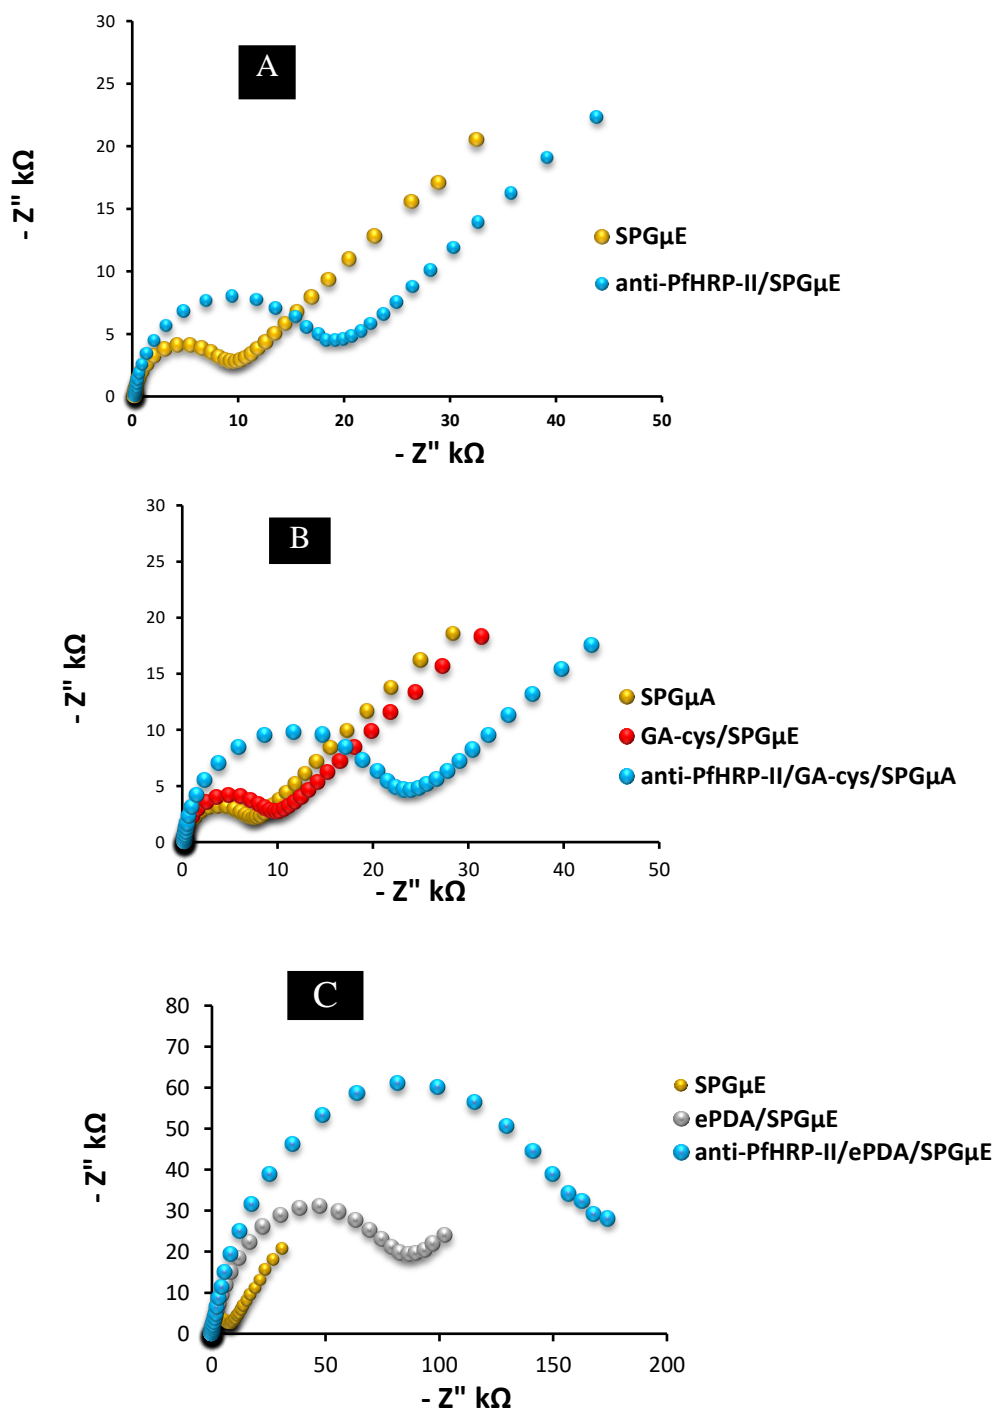 A
30
25
20
15
10
5
0
0 10 20 30 40 50
- Z" kΩ
- Z" kΩ
SPGµE
anti-PfHRP-II/SPGµE
B
30
25
20
15
10
5
0
0 10 20 30 40 50
- Z" kΩ
- Z" kΩ
SPGµA
GA-cys/SPGµE
anti-PfHRP-II/GA-cys/SPGµA
C
80
70
60
50
40
30
20
10
0
0 50 100 150 200
- Z" kΩ
- Z" kΩ
SPGµE
ePDA/SPGµE
anti-PfHRP-II/ePDA/SPGµE